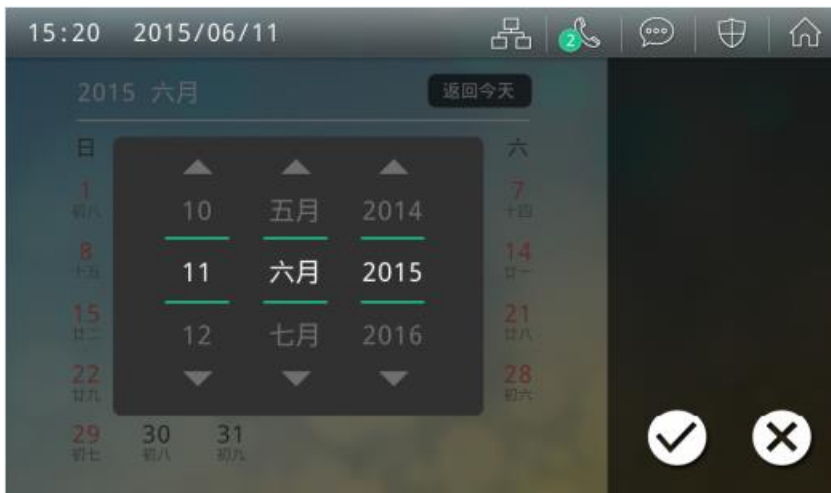 15:20 2015/06/11
2
2015 六月 返回今天
日 六
10 五月 2014
11 六月 2015
12 七月 2016
1 7
初八 十四
8 14
十五 廿一
15 21
廿二 廿八
22 28
廿九 初六
29 30 31
初七 初八 初九